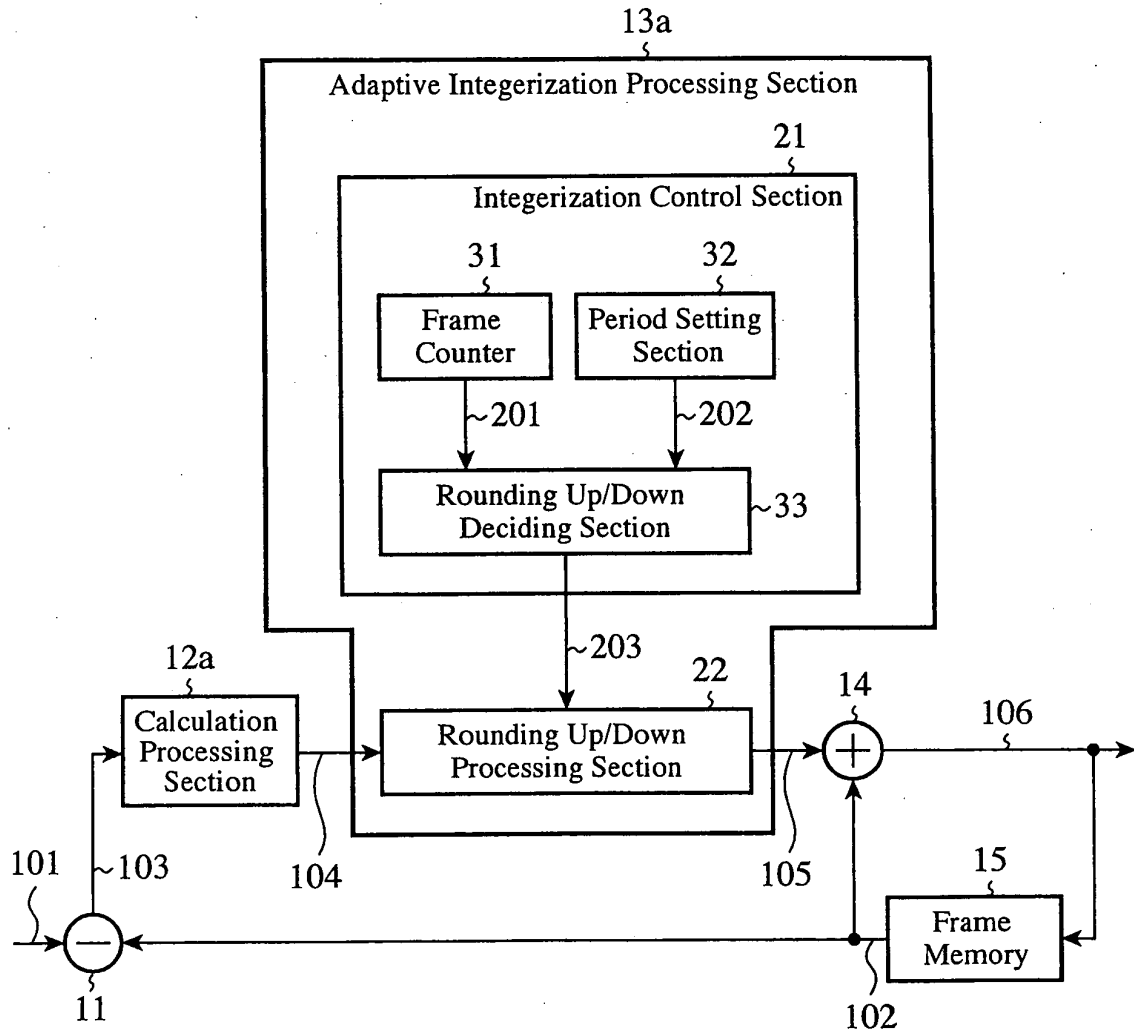 13a
Adaptive Integerization Processing Section
21
Integerization Control Section
31
32
Frame
Counter
Period Setting
Section
201
202
Rounding Up/Down
Deciding Section
33
203
12a
22
14
106
Calculation
Processing
Section
Rounding Up/Down
Processing Section
+
101
103
104
105
15
Frame
Memory
−
11
102